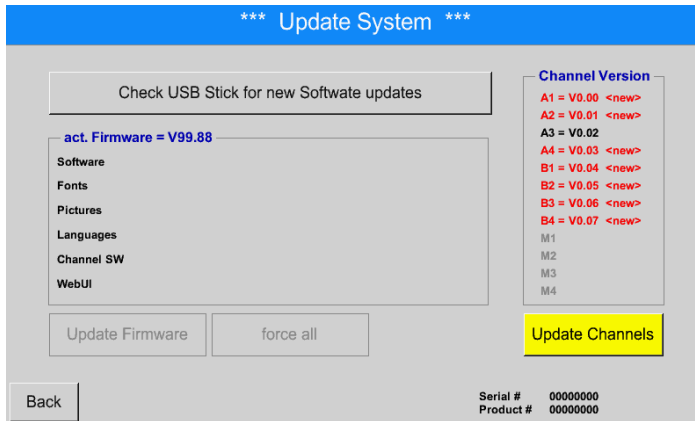 *** Update System ***
Check USB Stick for new Softwate updates
act. Firmware = V99.88
Software
Fonts
Pictures
Languages
Channel SW
WebUI
Update Firmware
force all
Channel Version
A1 = V0.00 <new>
A2 = V0.01 <new>
A3 = V0.02
A4 = V0.03 <new>
B1 = V0.04 <new>
B2 = V0.05 <new>
B3 = V0.06 <new>
B4 = V0.07 <new>
M1
M2
M3
M4
Update Channels
Back
Serial # 00000000
Product # 00000000